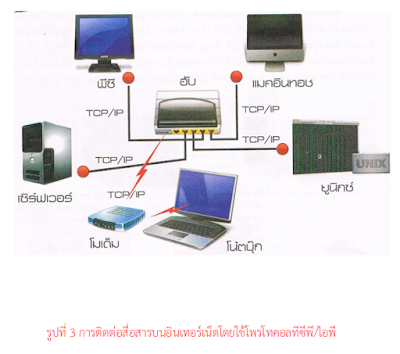 พีซี
ฮับ
แมคอินทอช
TCP/IP
TCP/IP
TCP/IP
TCP/IP
TCP/IP
เซิร์ฟเวอร์
ยูนิกซ์
UNIX
โมเด็ม
โน้ตบุ๊ก
รูปที่ 3 การติดต่อสื่อสารบนอินเทอร์เน็ตโดยใช้โพรโทคอลทีซีพี/ไอพี